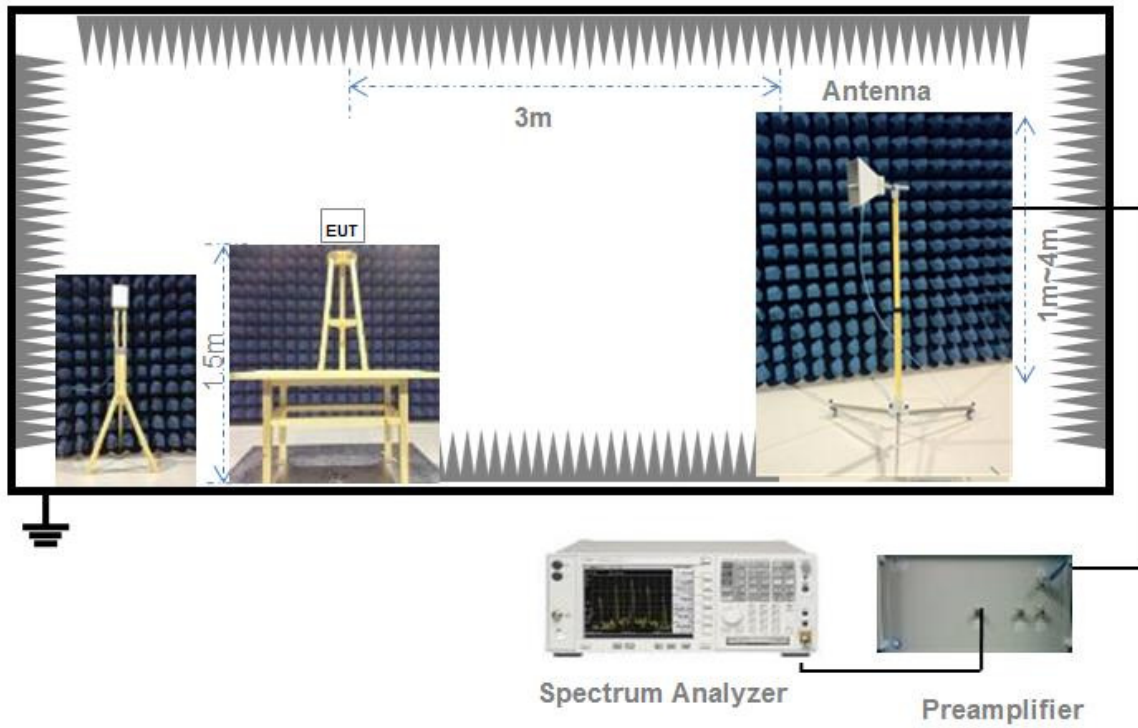 Antenna
3m
EUT
1m~4m
1.5m
Spectrum Analyzer
Preamplifier